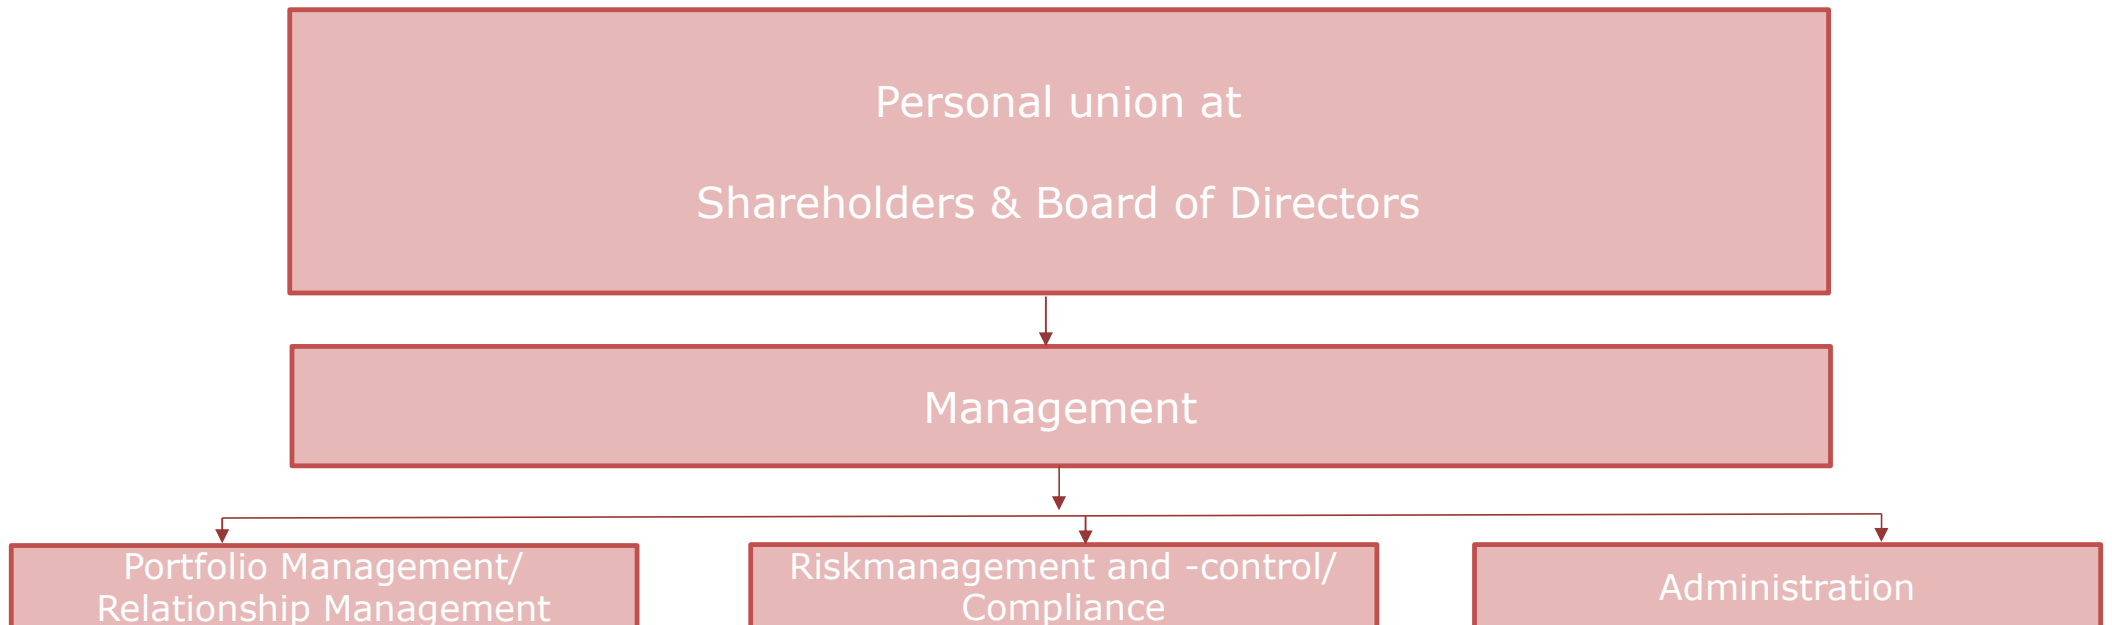 Personal union at
Shareholders & Board of Directors
Management
Portfolio Management/
Relationship Management
Riskmanagement and -control/
Compliance
Administration